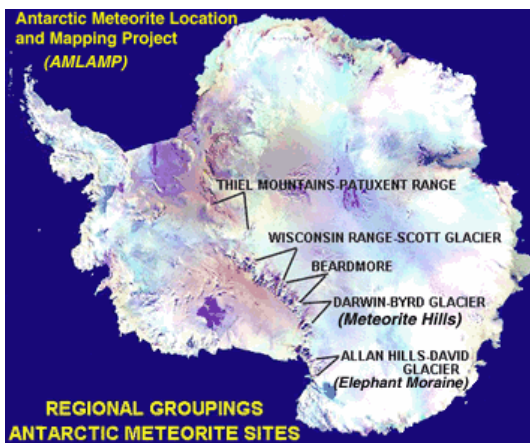 Antarctic Meteorite Location
and Mapping Project
(AMLAMP)
THIEL MOUNTAINS-PATUXENT RANGE
WISCONSIN RANGE-SCOTT GLACIER
BEARDMORE
DARWIN-BYRD GLACIER
(Meteorite Hills)
ALLAN HILLS-DAVID
GLACIER
(Elephant Moraine)
REGIONAL GROUPINGS
ANTARCTIC METEORITE SITES